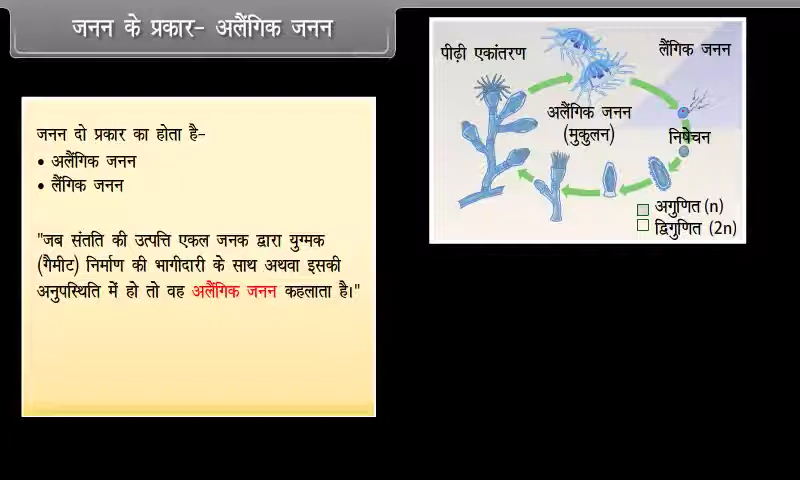 जनन के प्रकार- अलैंगिक जनन
जनन दो प्रकार का होता है-
• अलैंगिक जनन
• लैंगिक जनन
"जब संतति की उत्पत्ति एकल जनक द्वारा युग्मक
(गैमीट) निर्माण की भागीदारी के साथ अथवा इसकी
अनुपस्थिति में हो तो वह अलैंगिक जनन कहलाता है।"
पीढ़ी एकांतरण
लैंगिक जनन
अलैंगिक जनन
(मुकुलन)
निषेचन
अगुणित (n)
द्विगुणित (2n)